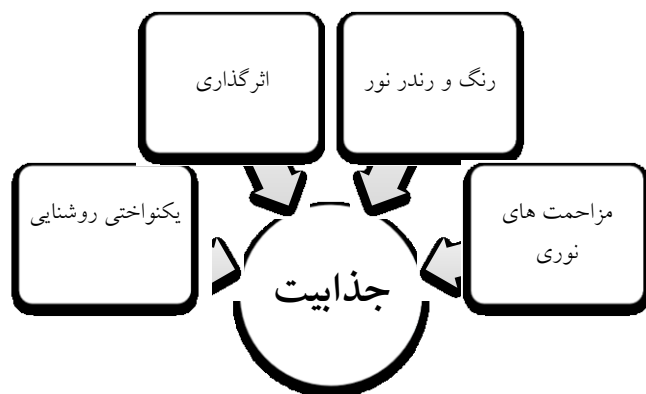 رنگ و رندر نور
اثرگذاری
مزاحمت های
نوری
یکنواختی روشنایی
جذابیت